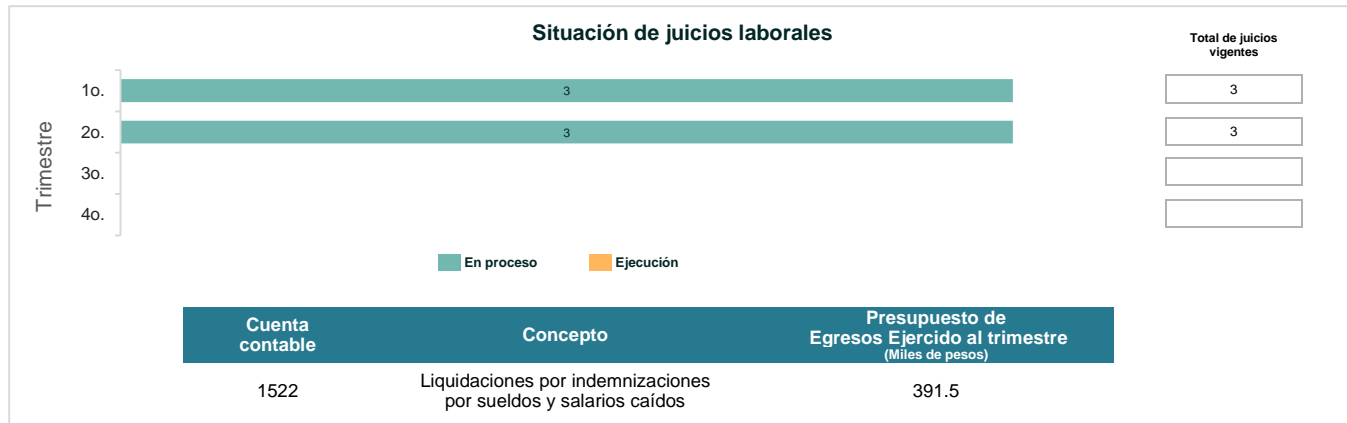 Situación de juicios laborales
Total de juicios
vigentes
Trimestre
1o.
3
3
2o.
3
3
3o.
4o.
En proceso
Ejecución
Cuenta
contable
Concepto
Presupuesto de
Egresos Ejercido al trimestre
(Miles de pesos)
1522
Liquidaciones por indemnizaciones
por sueldos y salarios caídos
391.5